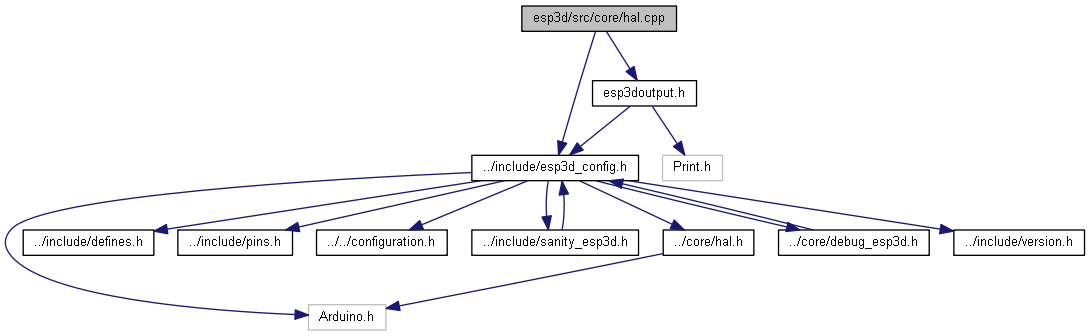 esp3d/src/core/hal.cpp
esp3doutput.h
../include/esp3d_config.h
Print.h
../include/defines.h
../include/pins.h
../../configuration.h
../include/sanity_esp3d.h
../core/hal.h
../core/debug_esp3d.h
../include/version.h
Arduino.h